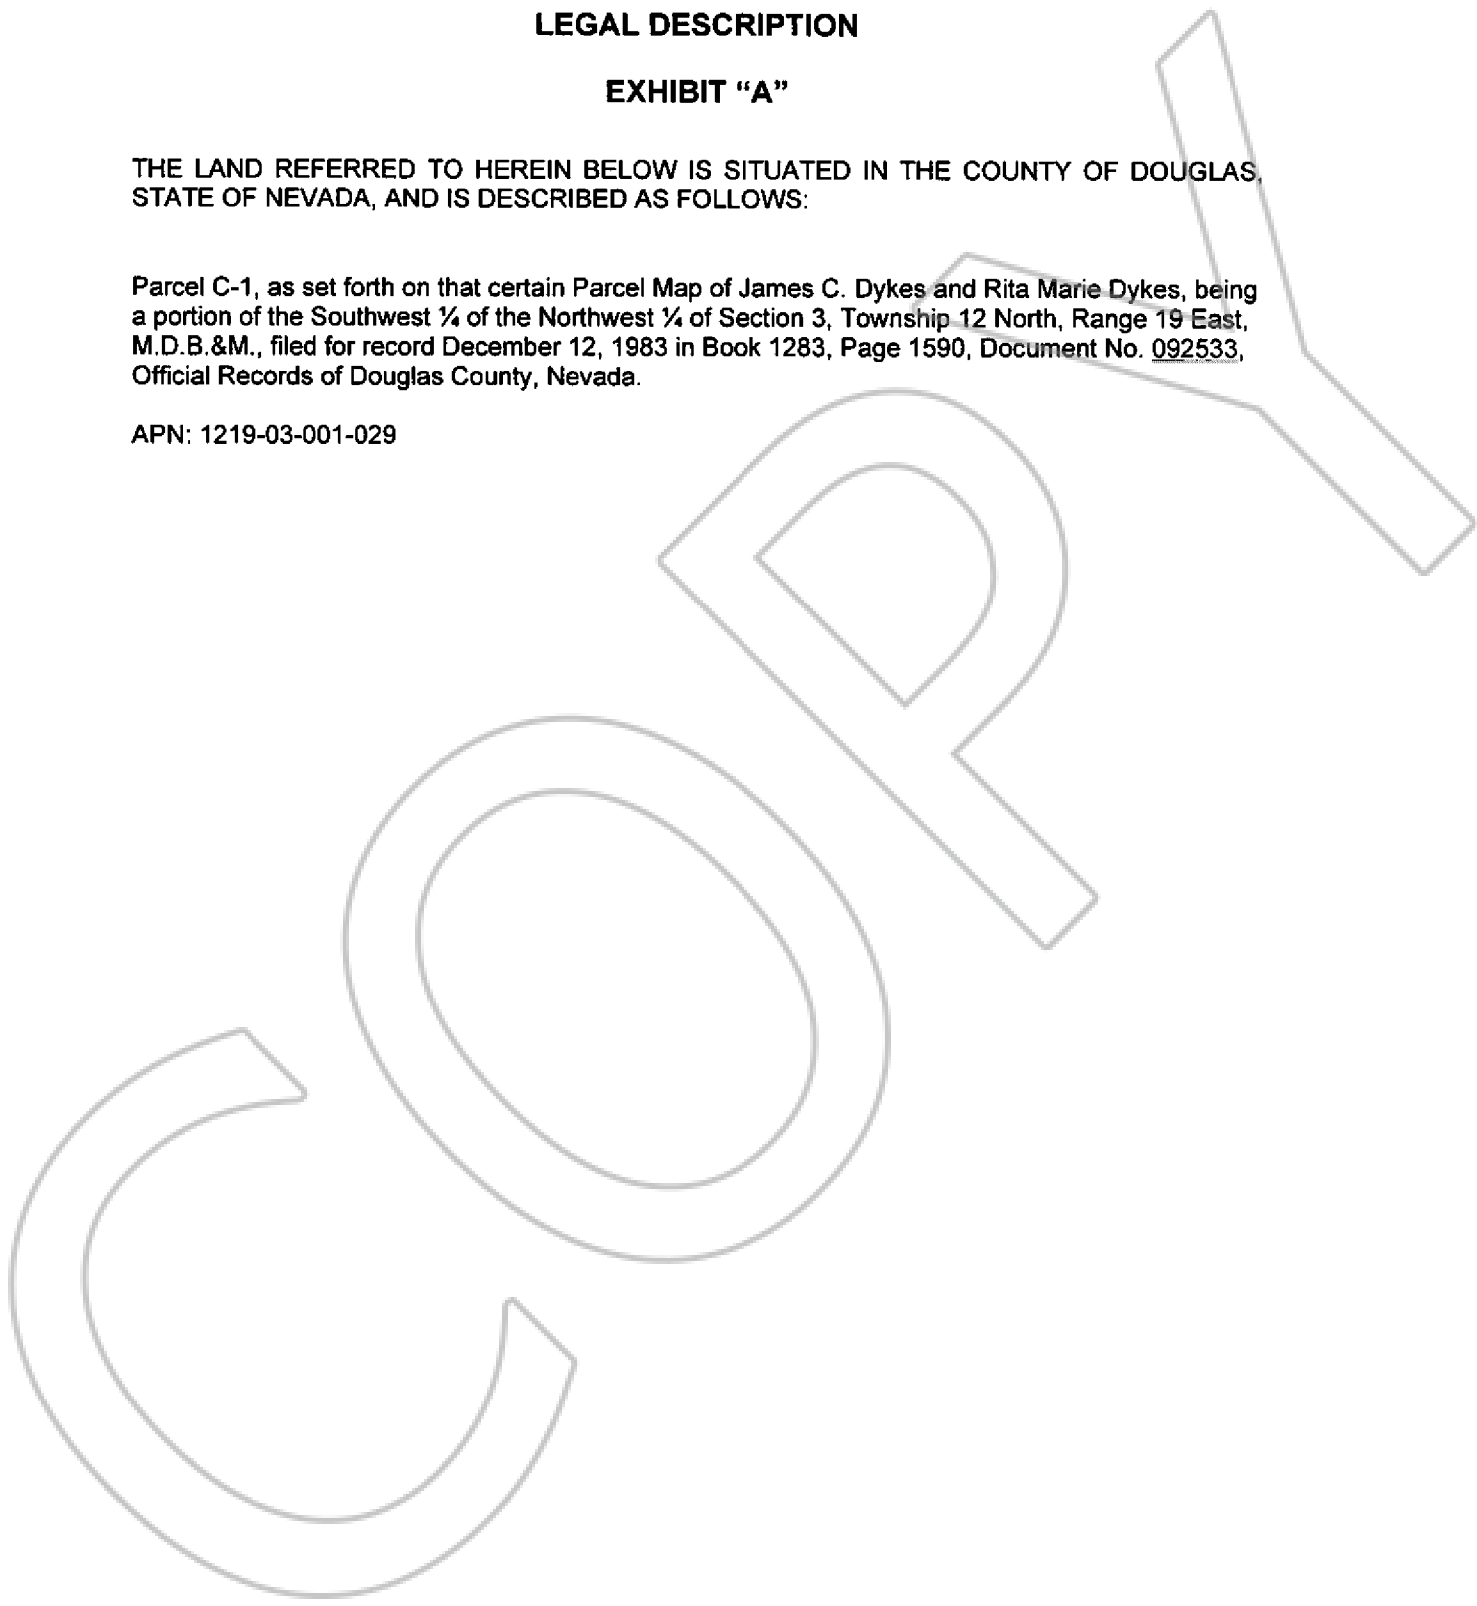 LEGAL DESCRIPTION
EXHIBIT “A”
THE LAND REFERRED TO HEREIN BELOW IS SITUATED IN THE COUNTY OF DOUGLAS,
STATE OF NEVADA, AND IS DESCRIBED AS FOLLOWS:
Parcel C-1, as set forth on that certain Parcel Map of James C. Dykes and Rita Marie Dykes, being
a portion of the Southwest ¼ of the Northwest ¼ of Section 3, Township 12 North, Range 19 East,
M.D.B.&M., filed for record December 12, 1983 in Book 1283, Page 1590, Document No. 092533,
Official Records of Douglas County, Nevada.
APN: 1219-03-001-029
COPY